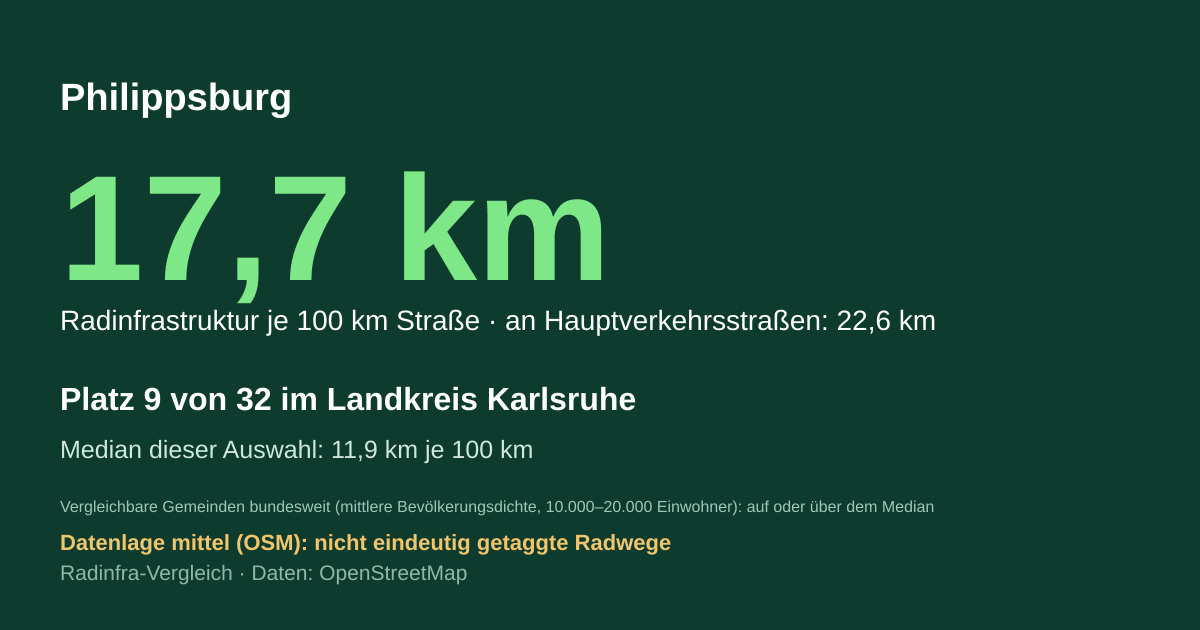 Philippsburg
17,7 km
Radinfrastruktur je 100 km Straße · an Hauptverkehrsstraßen: 22,6 km
Platz 9 von 32 im Landkreis Karlsruhe
Median dieser Auswahl: 11,9 km je 100 km
Vergleichbare Gemeinden bundesweit (mittlere Bevölkerungsdichte, 10.000–20.000 Einwohner): auf oder über dem Median
Datenlage mittel (OSM): nicht eindeutig getaggte Radwege
Radinfra-Vergleich · Daten: OpenStreetMap